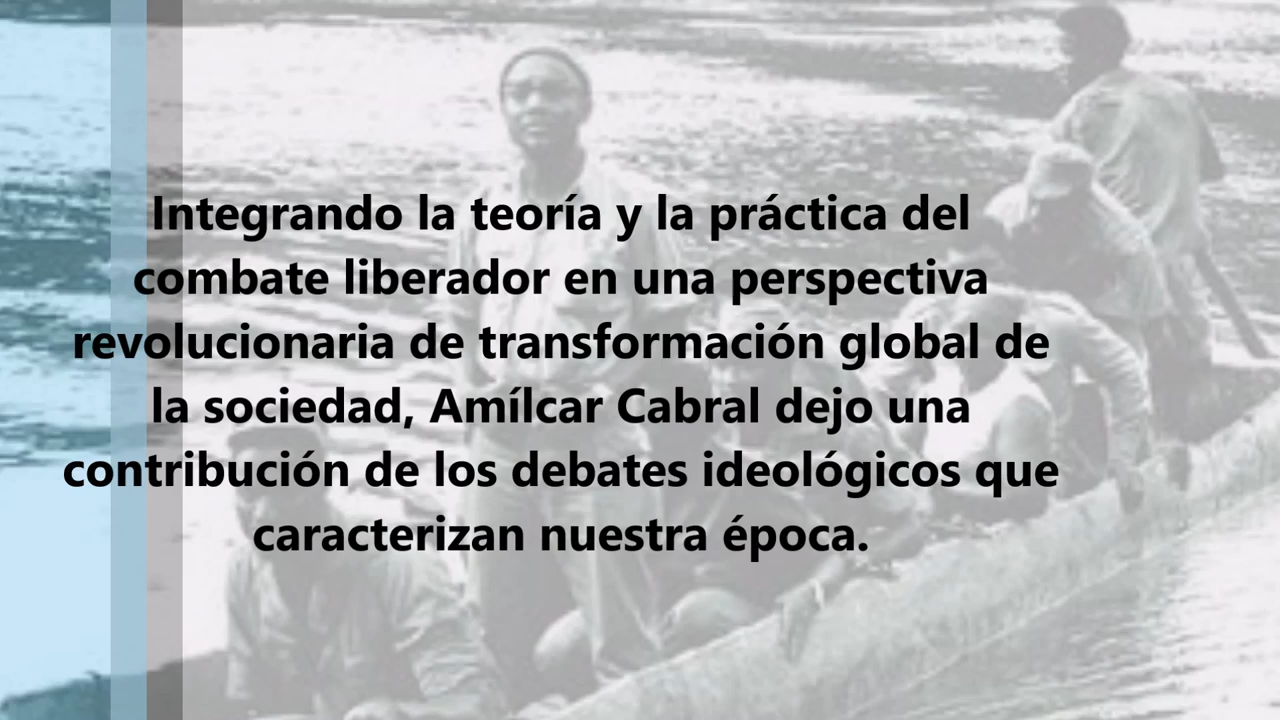 Integrando la teoría y la práctica del
combate liberador en una perspectiva
revolucionaria de transformación global de
la sociedad, Amílcar Cabral dejo una
contribución de los debates ideológicos que
caracterizan nuestra época.